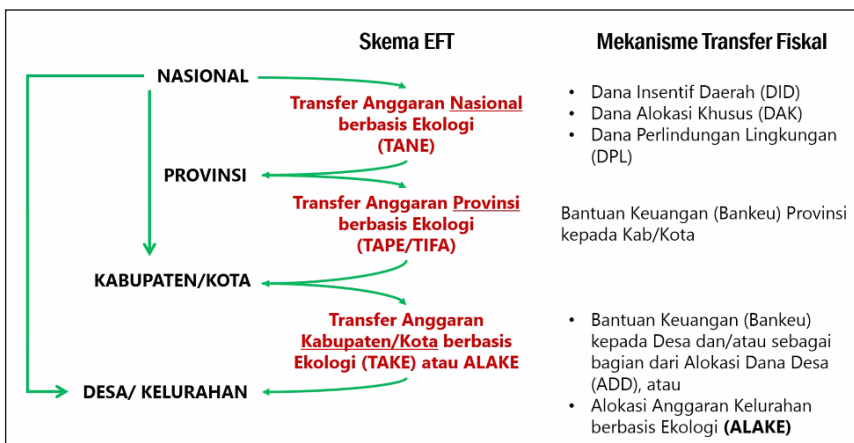 Skema EFT
Mekanisme Transfer Fiskal
NASIONAL
Transfer Anggaran Nasional
berbasis Ekologi
(TANE)
• Dana Insentif Daerah (DID)
• Dana Alokasi Khusus (DAK)
• Dana Perlindungan Lingkungan
(DPL)
PROVINSI
Transfer Anggaran Provinsi
berbasis Ekologi
(TAPE/TIFA)
Bantuan Keuangan (Bankeu) Provinsi
kepada Kab/Kota
KABUPATEN/KOTA
Transfer Anggaran
Kabupaten/Kota berbasis
Ekologi (TAKE) atau ALAKE
• Bantuan Keuangan (Bankeu)
kepada Desa dan/atau sebagai
bagian dari Alokasi Dana Desa
(ADD), atau
• Alokasi Anggaran Kelurahan
berbasis Ekologi (ALAKE)
DESA/ KELURAHAN